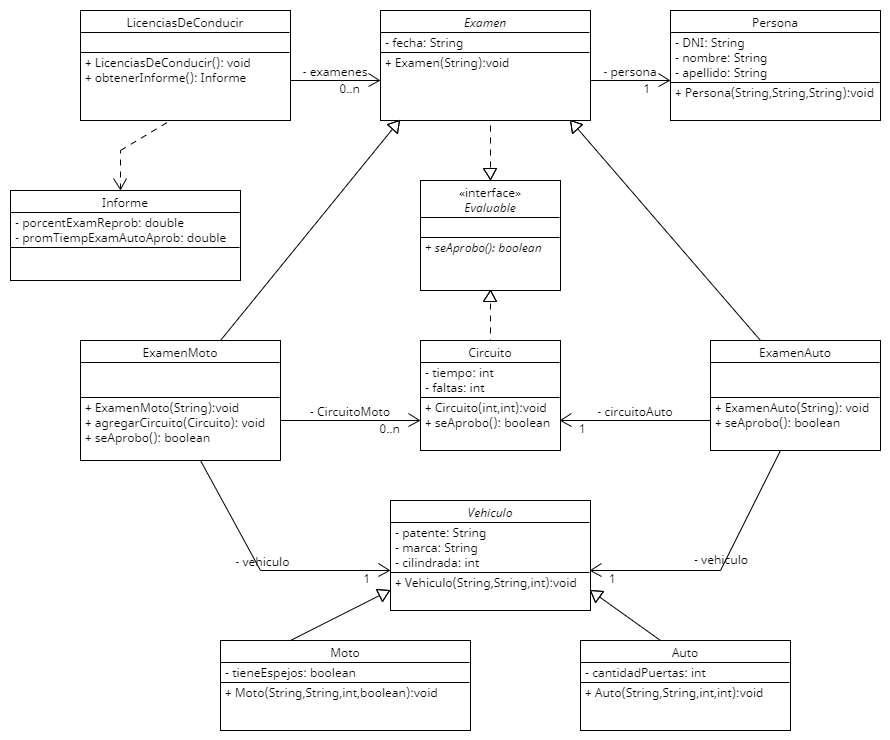 LicenciasDeConducir
+ LicenciasDeConducir(): void
+ obtenerInforme(): Informe
- examenes
0..n
Examen
- fecha: String
+ Examen(String):void
- persona
1
Persona
- DNI: String
- nombre: String
- apellido: String
+ Persona(String,String,String):void
Informe
- porcentExamReprob: double
- promTiempExamAutoAprob: double
«interface»
Evaluable
+ seAprobo(): boolean
ExamenMoto
+ ExamenMoto(String):void
+ agregarCircuito(Circuito): void
+ seAprobo(): boolean
- CircuitoMoto
0..n
Circuito
- tiempo: int
- faltas: int
+ Circuito(int,int):void
+ seAprobo(): boolean
- circuitoAuto
1
ExamenAuto
+ ExamenAuto(String): void
+ seAprobo(): boolean
- vehiculo
1
Vehiculo
- patente: String
- marca: String
- cilindrada: int
+ Vehiculo(String,String,int):void
- vehiculo
1
Moto
- tieneEspejos: boolean
+ Moto(String,String,int,boolean):void
Auto
- cantidadPuertas: int
+ Auto(String,String,int,int):void